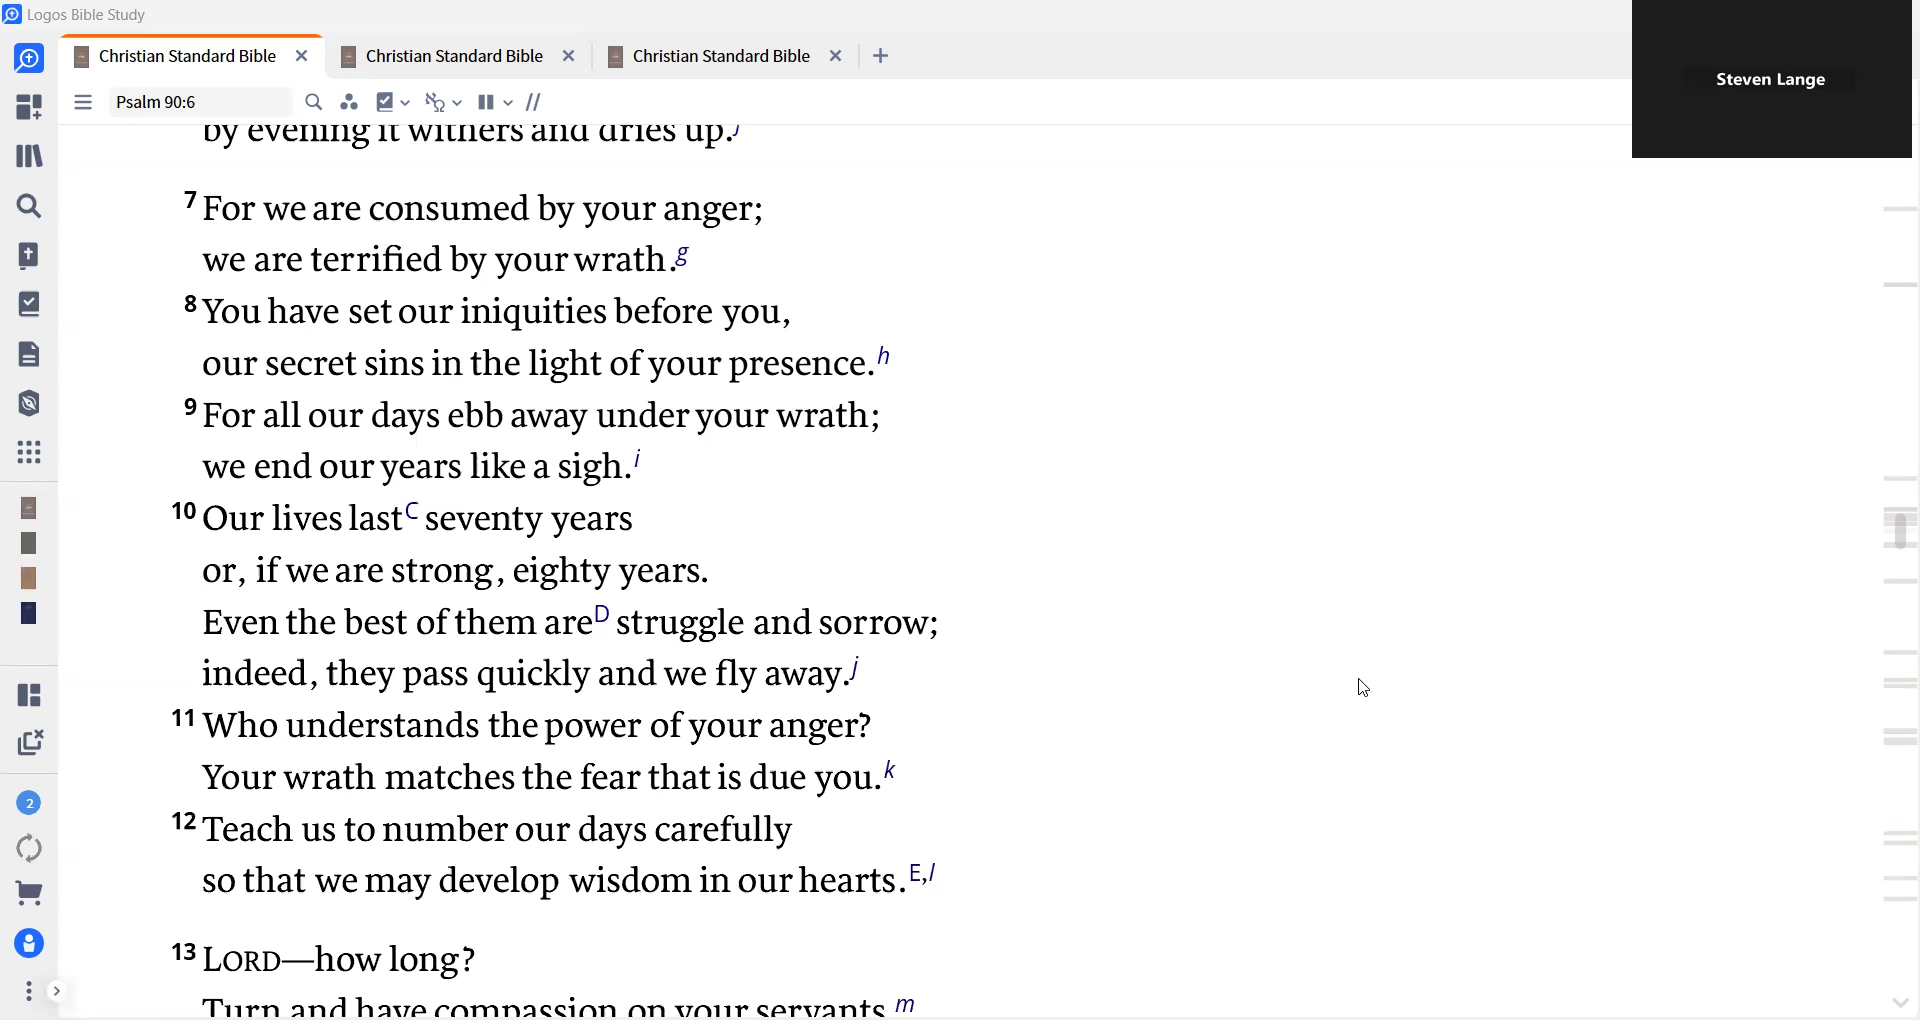 Logos Bible Study
Christian Standard Bible
Christian Standard Bible
Christian Standard Bible
Steven Lange
Psalm 90:6
by evening it withers and dries up.f
7 For we are consumed by your anger;
we are terrified by your wrath.g
8 You have set our iniquities before you,
our secret sins in the light of your presence.h
9 For all our days ebb away under your wrath;
we end our years like a sigh.i
10 Our lives lastC seventy years
or, if we are strong, eighty years.
Even the best of them areD struggle and sorrow;
indeed, they pass quickly and we fly away.j
11 Who understands the power of your anger?
Your wrath matches the fear that is due you.k
12 Teach us to number our days carefully
so that we may develop wisdom in our hearts.E,l
13 LORD—how long?
Turn and have compassion on your servants.m
2